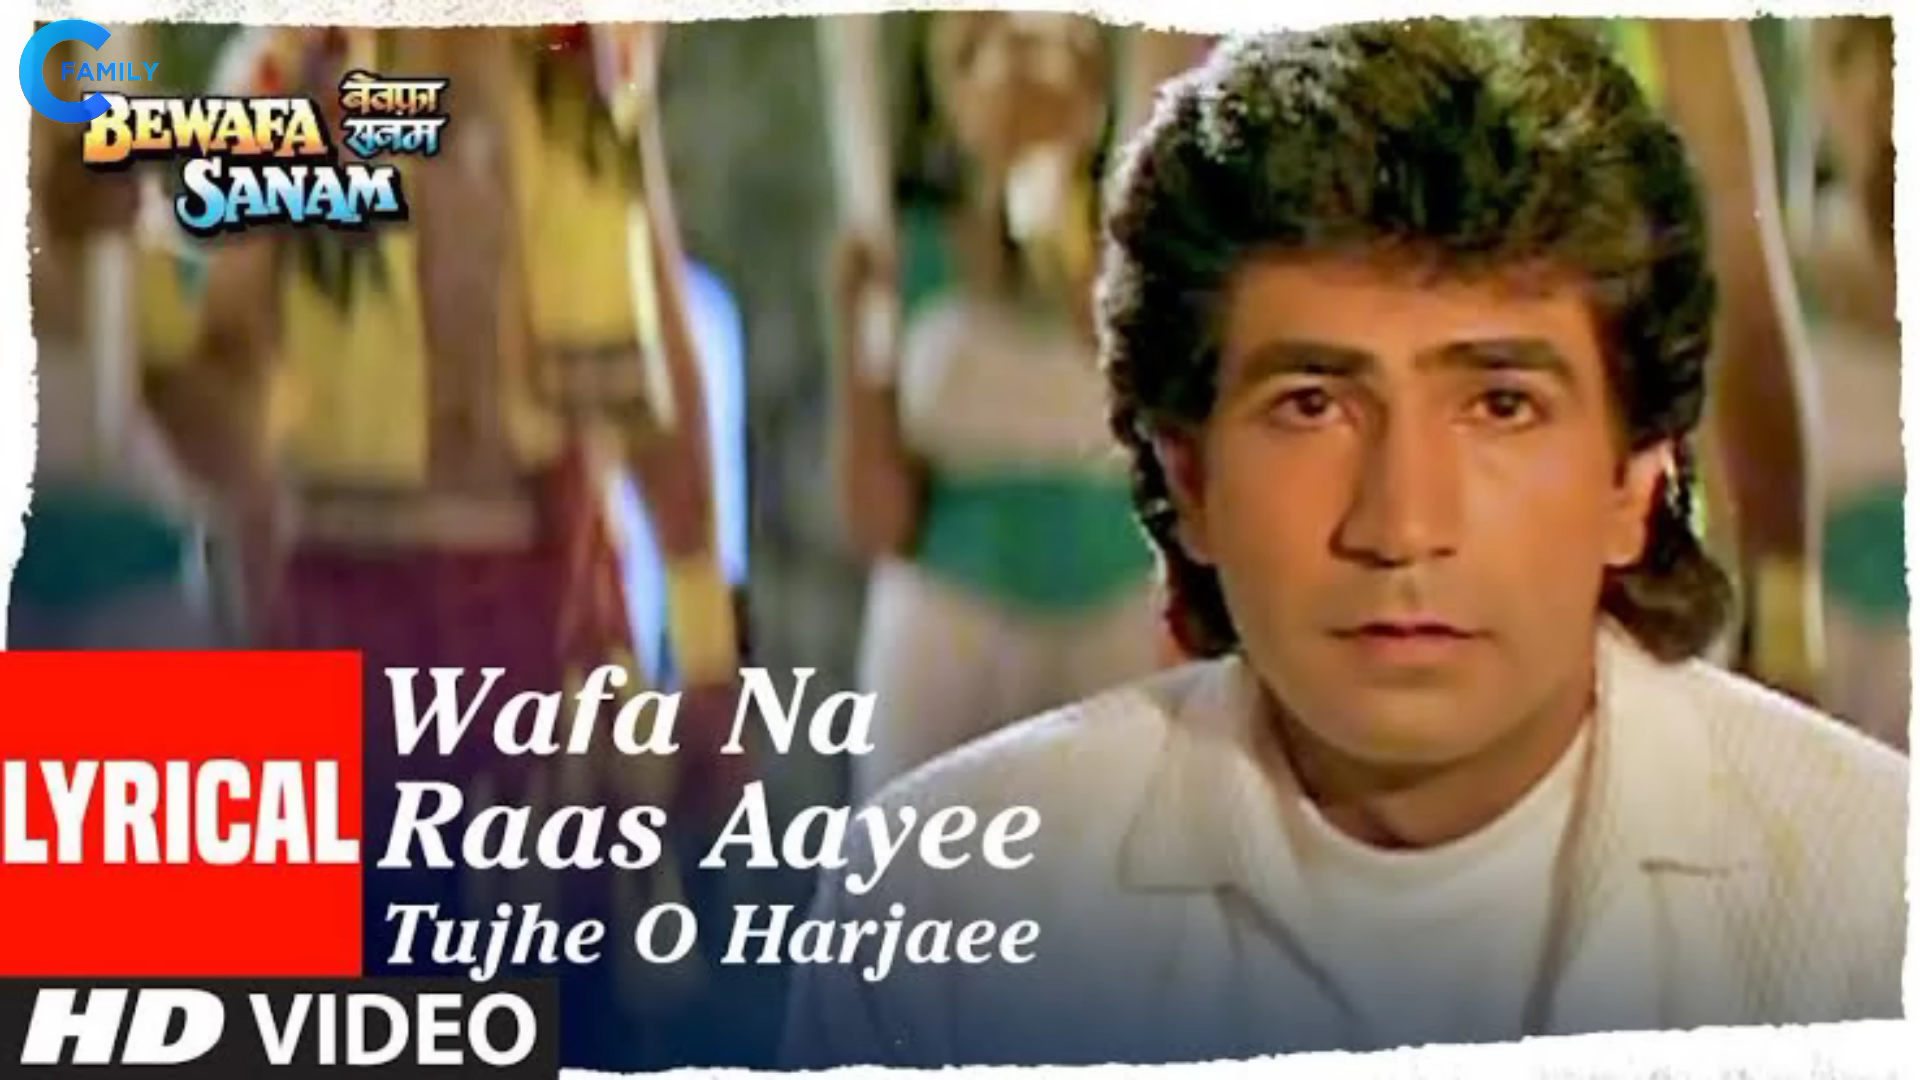 C FAMILY
BEWAFA
SANAM
बेवफ़ा
सनम
Wafa Na
Raas Aayee
Tujhe O Harjaee
LYRICAL
HD VIDEO